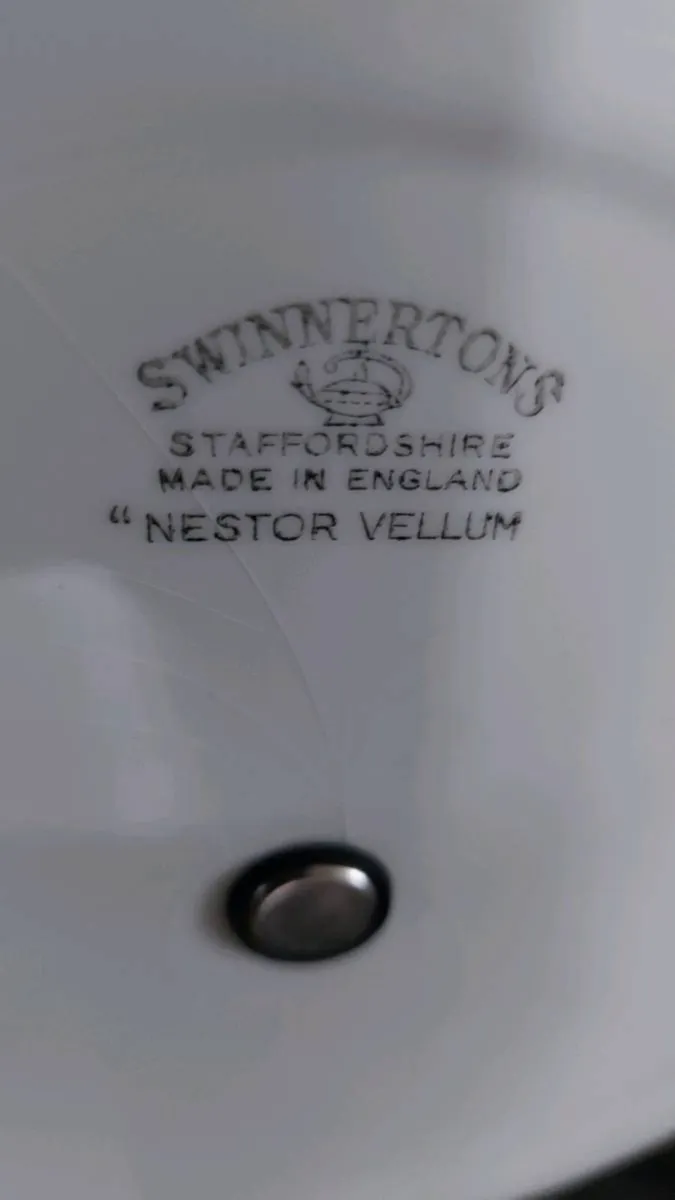 SWINNERTONS
STAFFORDSHIRE
MADE IN ENGLAND
“NESTOR VELLUM